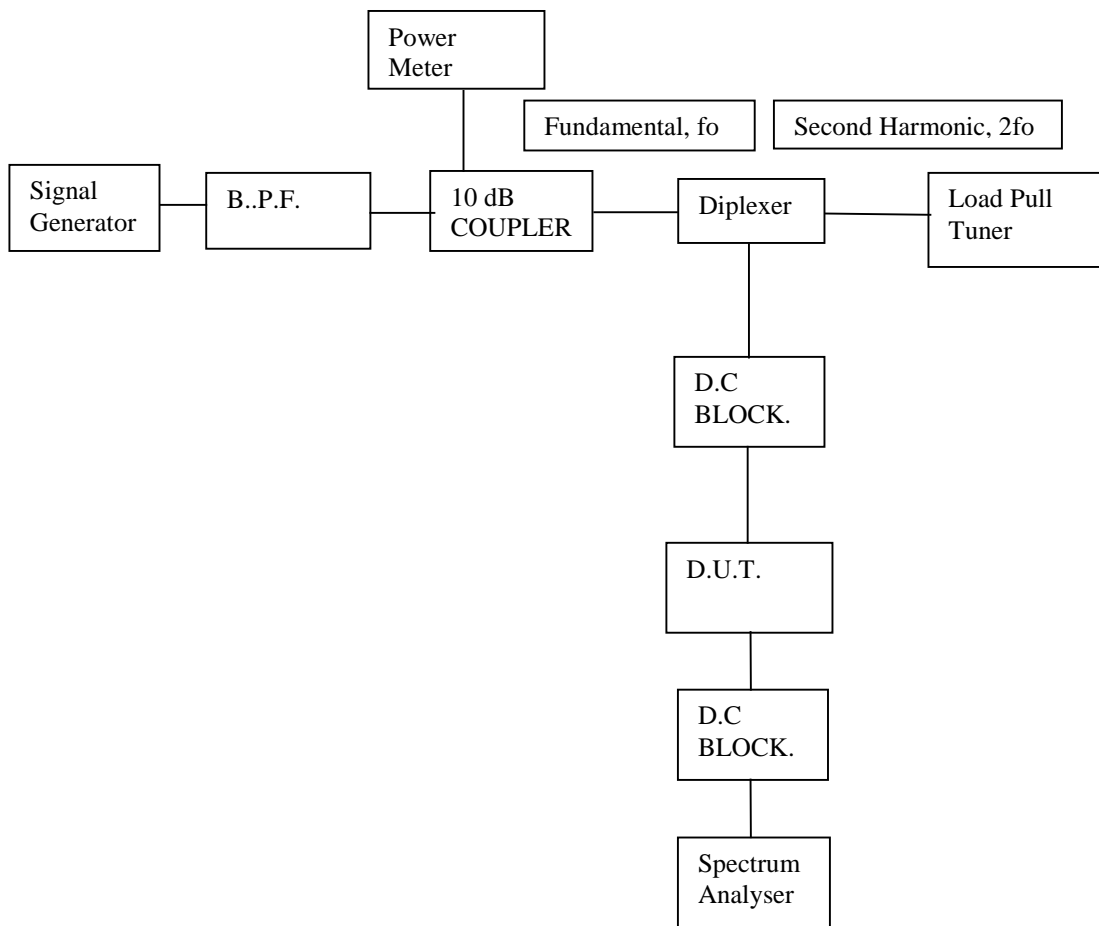 Power
Meter
Fundamental, fo
Second Harmonic, 2fo
Signal
Generator
B..P.F.
10 dB
COUPLER
Diplexer
Load Pull
Tuner
D.C
BLOCK.
D.U.T.
D.C
BLOCK.
Spectrum
Analyser